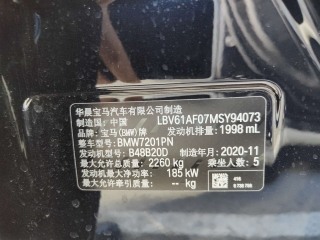 华晨宝马汽车有限公司制造
制造国:中国 LBV61AF07MSY94073
品牌:宝马(BMW)牌 发动机排量:1998 mL
整车型号:BMW7201PN
发动机型号:B48B20D 制造年月:2020-11
最大允许总质量:2260 kg 乘坐人数:5
发动机最大净功率:185 kW
最大允许牵引质量:-- kg